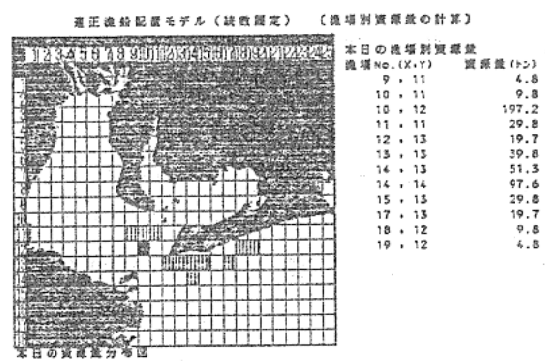 適正漁船配置モデル（隻数固定） 〔漁場別資源量の計算〕
本日の漁場別資源量
漁場No.(X,Y) 資源量(トン)
9 , 11 4.8
10 , 11 9.8
10 , 12 197.2
11 , 11 29.8
12 , 13 19.7
13 , 13 39.8
14 , 13 51.3
14 , 14 97.6
15 , 13 29.8
17 , 13 19.7
18 , 12 9.8
19 , 12 4.8
本日の資源量分布図